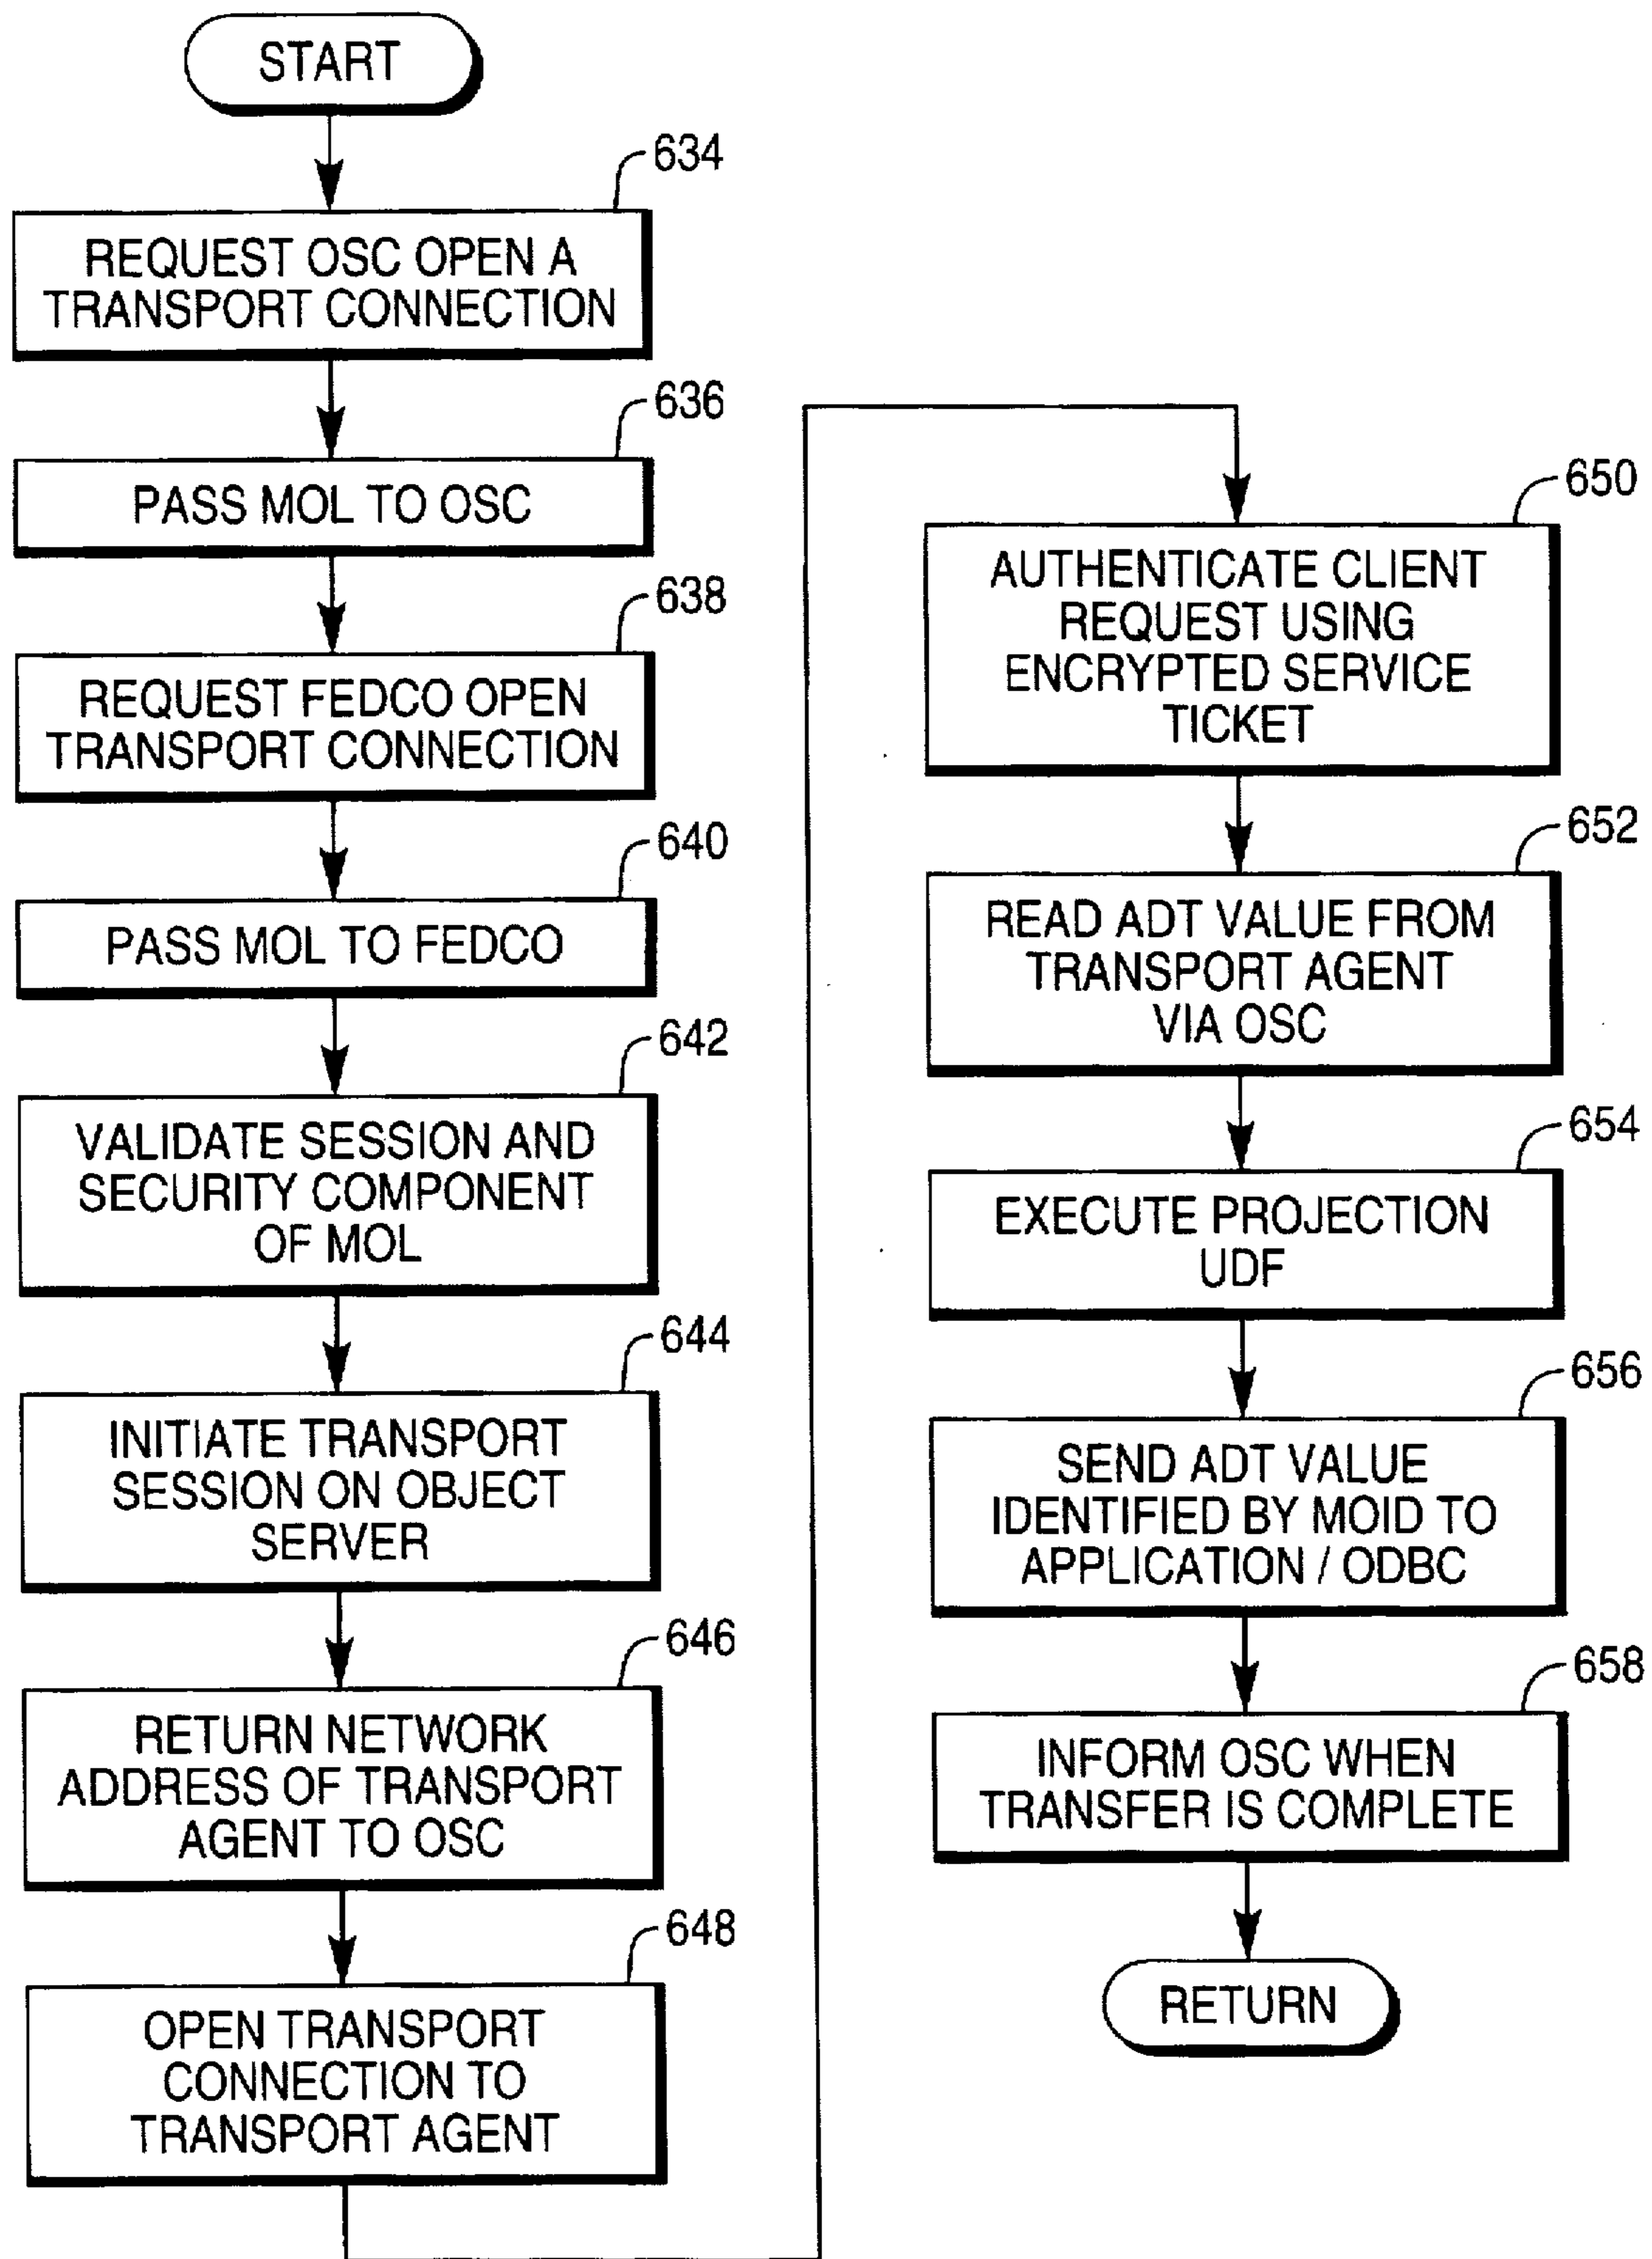 START
634
REQUEST OSC OPEN A
TRANSPORT CONNECTION
636
PASS MOL TO OSC
638
REQUEST FEDCO OPEN
TRANSPORT CONNECTION
640
PASS MOL TO FEDCO
642
VALIDATE SESSION AND
SECURITY COMPONENT
OF MOL
644
INITIATE TRANSPORT
SESSION ON OBJECT
SERVER
646
RETURN NETWORK
ADDRESS OF TRANSPORT
AGENT TO OSC
648
OPEN TRANSPORT
CONNECTION TO
TRANSPORT AGENT
650
AUTHENTICATE CLIENT
REQUEST USING
ENCRYPTED SERVICE
TICKET
652
READ ADT VALUE FROM
TRANSPORT AGENT
VIA OSC
654
EXECUTE PROJECTION
UDF
656
SEND ADT VALUE
IDENTIFIED BY MOID TO
APPLICATION / ODBC
658
INFORM OSC WHEN
TRANSFER IS COMPLETE
RETURN